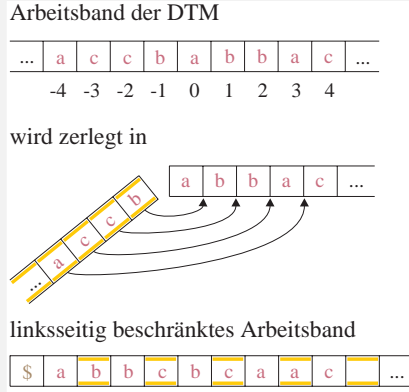 Arbeitsband der DTM
... a c c b a b b a c ...
-4 -3 -2 -1 0 1 2 3 4
wird zerlegt in
a b b a c ...
... a c c b
linksseitig beschränktes Arbeitsband
$ a b b c b c a a c ...